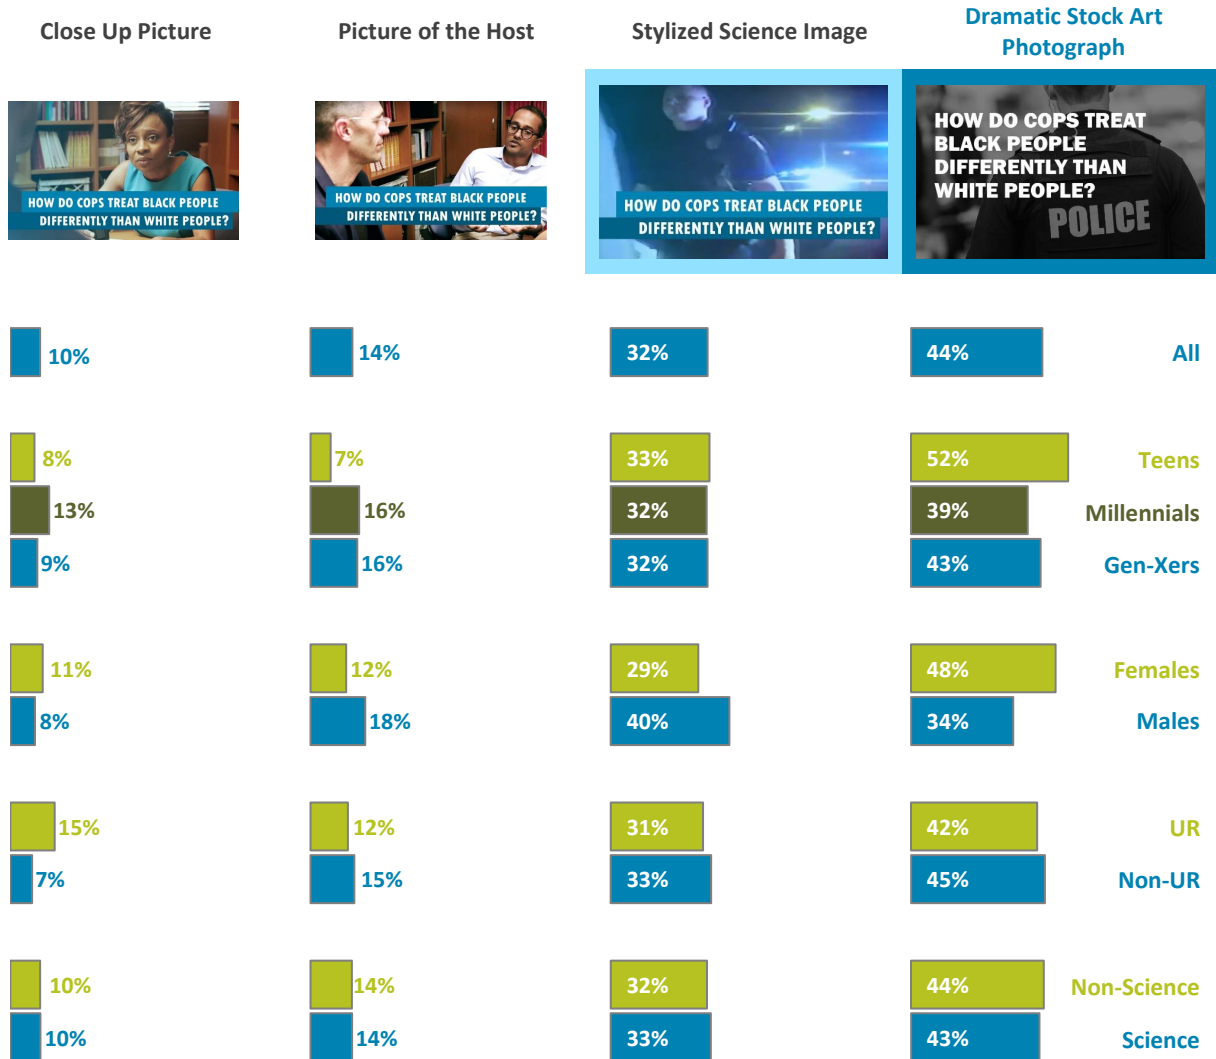 Close Up Picture
Picture of the Host
Stylized Science Image
Dramatic Stock Art
Photograph
HOW DO COPS TREAT BLACK PEOPLE
DIFFERENTLY THAN WHITE PEOPLE?
HOW DO COPS TREAT BLACK PEOPLE
DIFFERENTLY THAN WHITE PEOPLE?
HOW DO COPS TREAT BLACK PEOPLE
DIFFERENTLY THAN WHITE PEOPLE?
HOW DO COPS TREAT
BLACK PEOPLE
DIFFERENTLY THAN
WHITE PEOPLE?
POLICE
10% 14% 32% 44% All
8% 7% 33% 52% Teens
13% 16% 32% 39% Millennials
9% 16% 32% 43% Gen-Xers
11% 12% 29% 48% Females
8% 18% 40% 34% Males
15% 12% 31% 42% UR
7% 15% 33% 45% Non-UR
10% 14% 32% 44% Non-Science
10% 14% 33% 43% Science